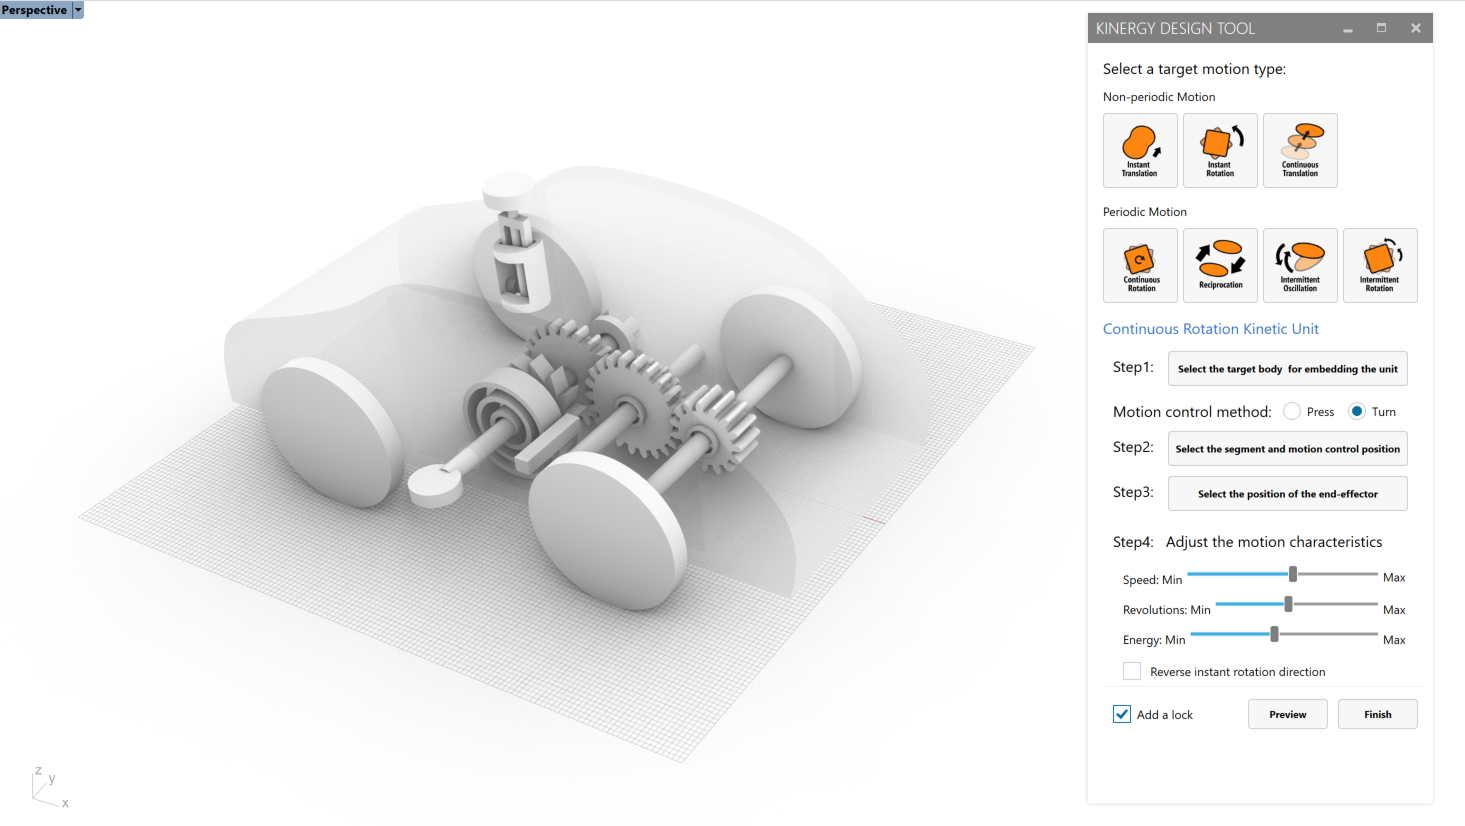 Perspective
KINERGY DESIGN TOOL
Select a target motion type:
Non-periodic Motion
Instant
Translation
Instant
Rotation
Continuous
Translation
Periodic Motion
Continuous
Rotation
Reciprocation
Intermittent
Oscillation
Intermittent
Rotation
Continuous Rotation Kinetic Unit
Step1: Select the target body for embedding the unit
Motion control method: Press Turn
Step2: Select the segment and motion control position
Step3: Select the position of the end-effector
Step4: Adjust the motion characteristics
Speed: Min Max
Revolutions: Min Max
Energy: Min Max
Reverse instant rotation direction
Add a lock Preview Finish
z
y
x